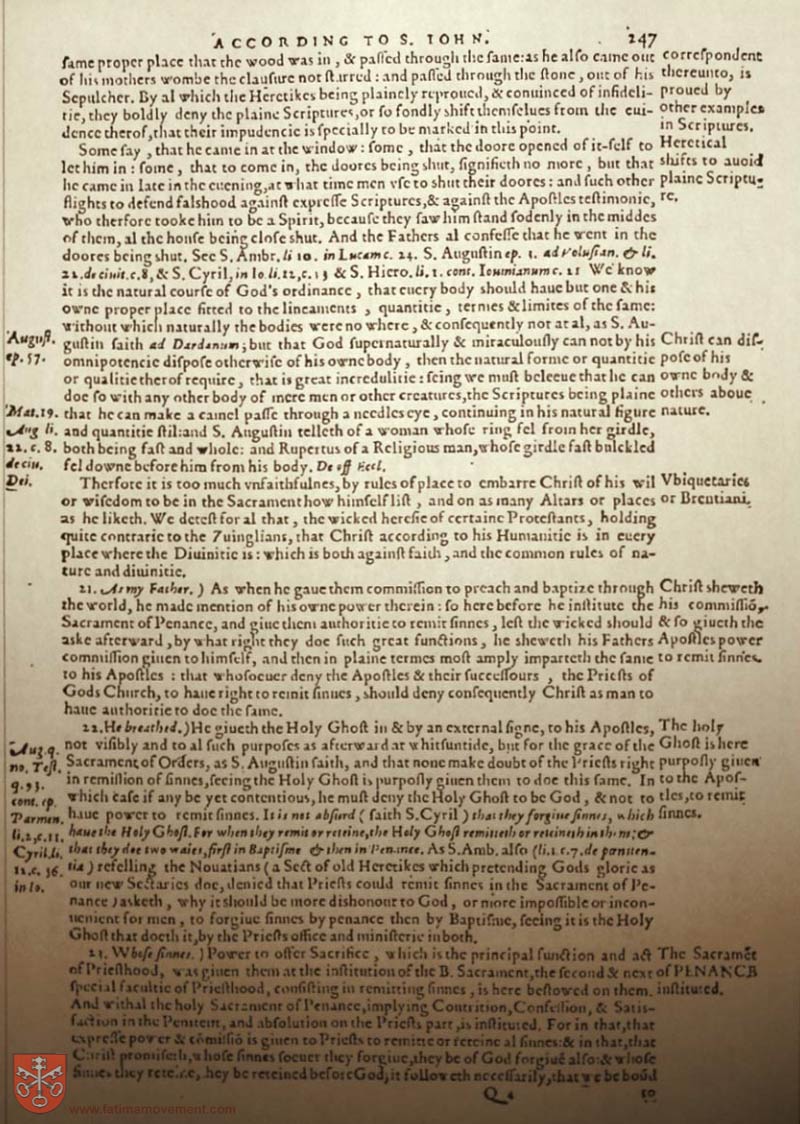 ACCORDING TO S. IOHN. 247
ſame proper place that the wood was in, & paſſed through the ſame: as he alſo came out
of his mothers wombe the clauſure not ſtirred: and paſſed through the ſtone, out of his
Sepulcher. By al which the Heretikes being plainely reproued, & conuinced of infideli-
tie, they boldly deny the plaine Scriptures, or ſo fondly ſhift themſelues from the eui-
dence therof, that their impudencie is ſpecially to be marked in this point.
correſpondent
thereunto, is
proued by
other examples
in Scriptures.
Some ſay, that he came in at the window: ſome, that the doore opened of it-ſelf to
let him in: ſome, that to come in, the doores being ſhut, ſignifieth no more, but that
he came in late in the euening, at what time men vſe to ſhut their doores: and ſuch other
flights to defend falshood againſt expreſſe Scriptures, & againſt the Apoſtles teſtimonie,
who therfore tooke him to be a Spirit, becauſe they ſaw him ſtand ſodenly in the middes
of them, al the houſe being cloſe ſhut. And the Fathers al confeſſe that he went in the
doores being ſhut. See S. Ambr. li 10. in Lucam c. 24. S. Auguſtin ep. 3. ad Voluſian. & li.
22. de ciuit. c. 8, & S. Cyril, in Io. li. 12, c. 53 & S. Hiero. li. 1. cont. Iouinianum c. 21 We know
it is the natural courſe of God's ordinance, that euery body should haue but one & his
owne proper place fitted to the lineaments, quantitie, termes & limites of the ſame:
without which naturally the bodies were no where, & conſequently not at al, as S. Au-
guſtin ſaith ad Dardanum; but that God ſupernaturally & miraculouſly can not by his
omnipotencie diſpoſe otherwiſe of his owne body, then the natural forme or quantitie
or qualitie therof require, that is great incredulitie: ſeing we muſt beleeue that he can
doe ſo with any other body of mere men or other creatures, the Scriptures being plaine
that he can make a camel paſſe through a needles eye, continuing in his natural figure
and quantitie ſtil: and S. Auguſtin telleth of a woman whoſe ring fel from her girdle,
both being faſt and whole: and Rupertus of a Religious man, whoſe girdle faſt buckled
fel downe before him from his body. De off Eccl.
Heretical
shifts to auoid
plaine Scriptu-
re.
Auguſt.
ep. 57.
Mat. 19.
Aug li.
22. c. 8.
de ciu.
Dei.
Chriſt can diſ-
poſe of his
owne body &
others aboue
nature.
Therfore it is too much vnfaithfulnes, by rules of place to embarre Chriſt of his wil
or wiſedom to be in the Sacrament how himſelf liſt, and on as many Altars or places
as he liketh. We deteſt for al that, the wicked hereſie of certaine Proteſtants, holding
quite contrarie to the Zuinglians, that Chriſt according to his Humanitie is in euery
place where the Diuinitie is: which is both againſt faith, and the common rules of na-
ture and diuinitie.
Vbiquetaries
or Brentiani.
21. As my Father. ) As when he gaue them commiſſion to preach and baptize through
the world, he made mention of his owne power therein: ſo here before he inſtitute the
Sacrament of Penance, and giue them authoritie to remit ſinnes, left the wicked should
aske afterward, by what right they doe ſuch great functions, he sheweth his Fathers
commiſſion giuen to himſelf, and then in plaine termes moſt amply imparteth the ſame
to his Apoſtles: that whoſoeuer deny the Apoſtles & their ſucceſſours, the Prieſts of
Gods Church, to haue right to remit ſinnes, should deny conſequently Chriſt as man to
haue authoritie to doe the ſame.
Chriſt sheweth
his commiſſiō,
& ſo giueth the
Apoſtles power
to remit ſinnes.
22. He breathed. ) He giueth the Holy Ghoſt in & by an external ſigne, to his Apoſtles,
not viſibly and to al ſuch purpoſes as afterward at whitſuntide, but for the grace of the
Sacrament of Orders, as S. Auguſtin ſaith, and that none make doubt of the Prieſts right
in remiſſion of ſinnes, ſeeing the Holy Ghoſt is purpoſly giuen them to doe this ſame. In
which caſe if any be yet contentious, he muſt deny the Holy Ghoſt to be God, & not to
haue power to remit ſinnes. It is not abſurd ( ſaith S. Cyril ) that they forgiue ſinnes, which
haue the Holy Ghoſt. For when they remit or reteine, the Holy Ghoſt remitteth or reteineth in them; &
that they doe two waies, firſt in Baptiſme & then in Penance. As S. Amb. alſo (li. 1. c. 7. de pœniten-
tia ) refelling the Nouatians ( a Sect of old Heretikes which pretending Gods glorie as
our new Sectaries doe, denied that Prieſts could remit ſinnes in the Sacrament of Pe-
nance ) asketh, why it should be more dishonour to God, or more impoſſible or incon-
uenient for men, to forgiue ſinnes by penance then by Baptiſme, ſeeing it is the Holy
Ghoſt that doeth it, by the Prieſts office and miniſterie in both.
Aug. q.
no. Teſt.
q. 93.
cont. ep.
Parmen.
li. 2. c. 11.
Cyril. li.
12. c. 56.
in Io.
The holy
Ghoſt is here
purpoſly giuen
to the Apoſ-
tles, to remit
ſinnes.
23. Whoſe ſinnes. ) Power to offer Sacrifice, which is the principal function and act
of Prieſthood, was giuen them at the inſtitution of the B. Sacrament, the ſecond & next
ſpecial facultie of Prieſthood, conſiſting in remitting ſinnes, is here beſtowed on them.
And withal the holy Sacrament of Penance, implying Contrition, Confeſſion, & Satiſ-
faction in the Penitent, and abſolution on the Prieſts part, is inſtituted. For in that, that
expreſſe power & cōmiſſiō is giuen to Prieſts to remitte or reteine al ſinnes: & in that, that
Chriſt promiſeth, whoſe ſinnes ſoeuer they forgiue, they be of God forgiuē alſo: & whoſe
ſinnes they reteine, they be reteined before God, it followeth neceſſarily, that we be boūd
The Sacramēt
of PENANCE
inſtituted.
Q 4 to
www.fatimamovement.com